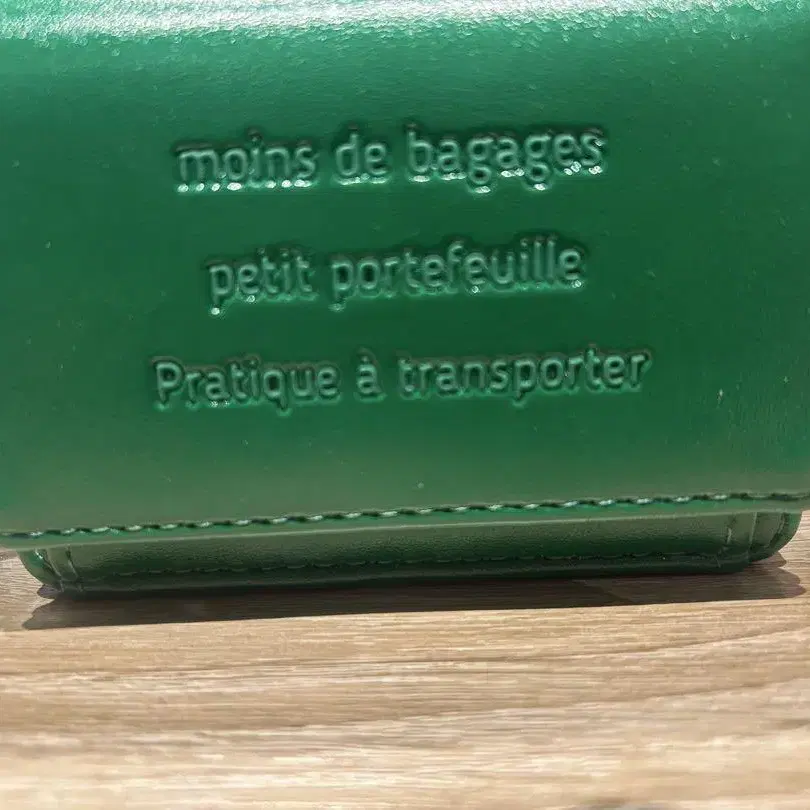 moins de bagages
petit portefeuille
Pratique à transporter